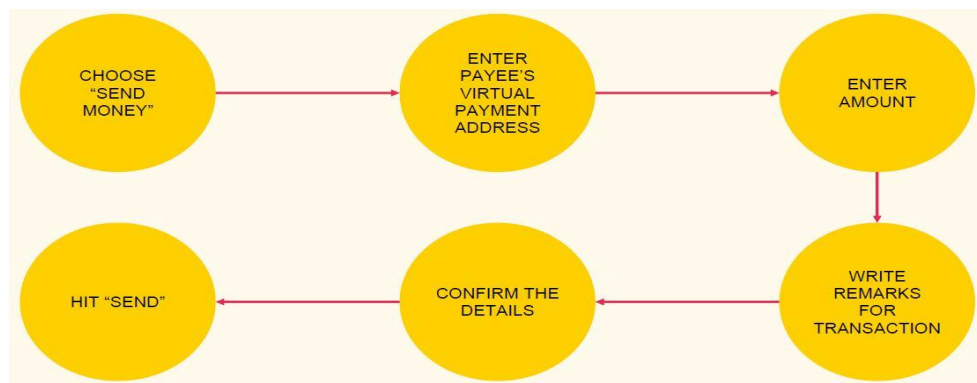 CHOOSE
“SEND
MONEY”
ENTER
PAYEE’S
VIRTUAL
PAYMENT
ADDRESS
ENTER
AMOUNT
WRITE
REMARKS
FOR
TRANSACTION
CONFIRM THE
DETAILS
HIT “SEND”